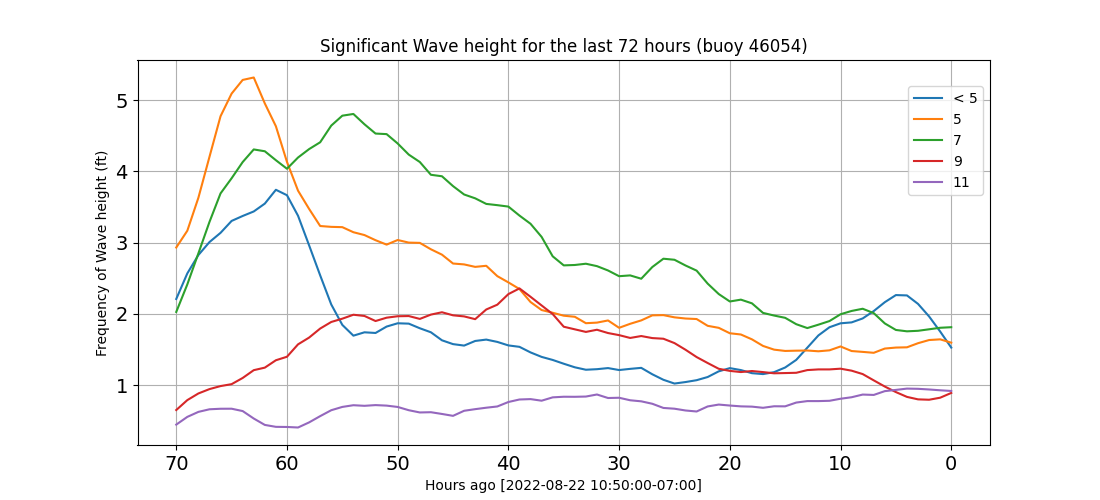 Significant Wave height for the last 72 hours (buoy 46054)
Frequency of Wave height (ft)
5
4
3
2
1
< 5
5
7
9
11
70 60 50 40 30 20 10 0
Hours ago [2022-08-22 10:50:00-07:00]